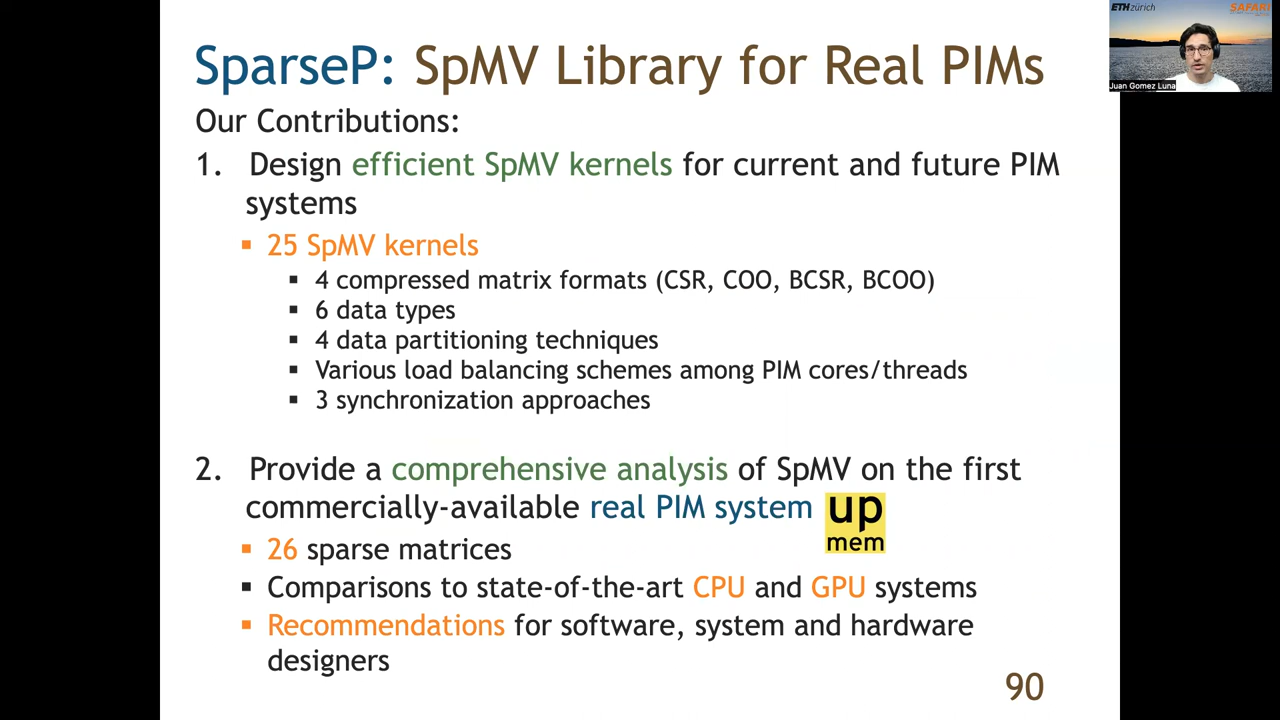 SparseP: SpMV Library for Real PIMs
ETH zürich
SAFARI
Juan Gomez Luna
Our Contributions:
1. Design efficient SpMV kernels for current and future PIM
systems
▪ 25 SpMV kernels
▪ 4 compressed matrix formats (CSR, COO, BCSR, BCOO)
▪ 6 data types
▪ 4 data partitioning techniques
▪ Various load balancing schemes among PIM cores/threads
▪ 3 synchronization approaches
2. Provide a comprehensive analysis of SpMV on the first
commercially-available real PIM system
up
mem
▪ 26 sparse matrices
▪ Comparisons to state-of-the-art CPU and GPU systems
▪ Recommendations for software, system and hardware
designers
90